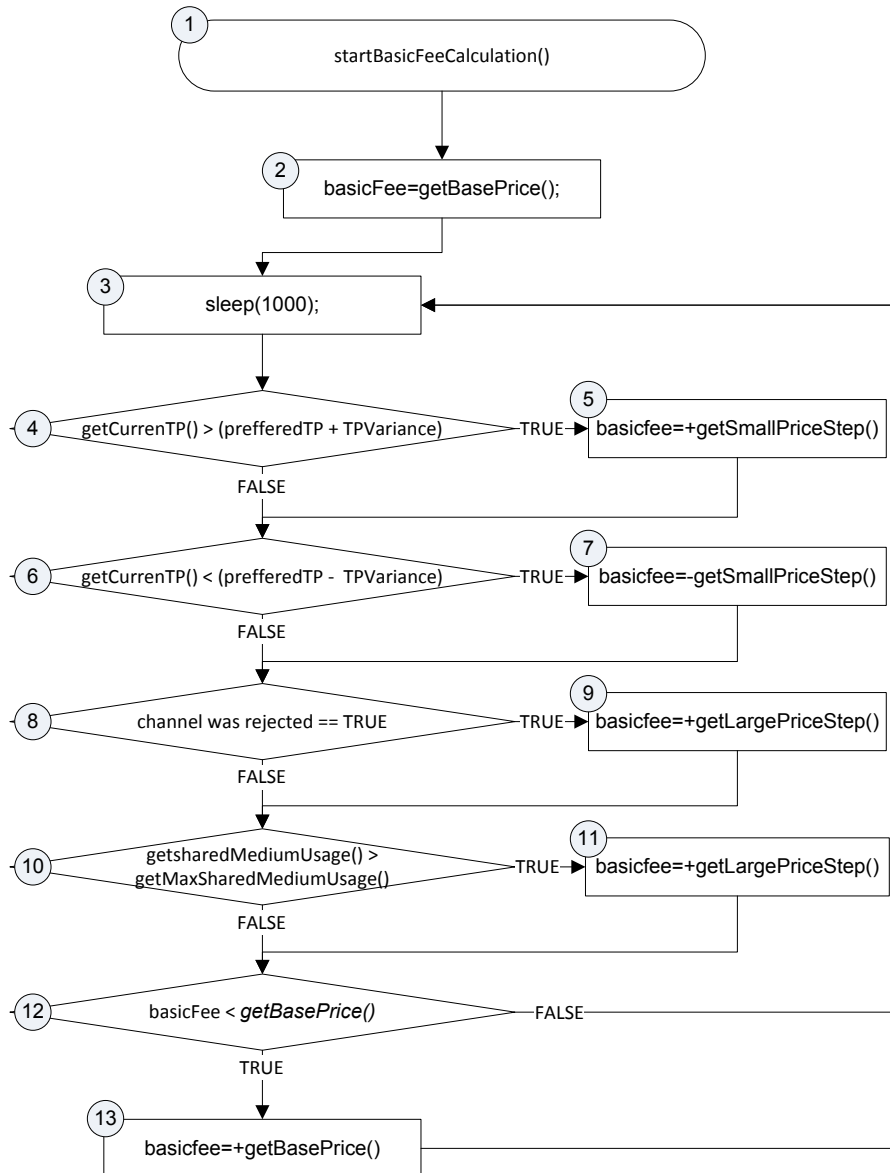 1
startBasicFeeCalculation()
2
basicFee=getBasePrice();
3
sleep(1000);
4
getCurrenTP() > (prefferedTP + TPVariance)
TRUE
5
basicfee=+getSmallPriceStep()
FALSE
6
getCurrenTP() < (prefferedTP - TPVariance)
TRUE
7
basicfee=-getSmallPriceStep()
FALSE
8
channel was rejected == TRUE
TRUE
9
basicfee=+getLargePriceStep()
FALSE
10
getsharedMediumUsage() >
getMaxSharedMediumUsage()
TRUE
11
basicfee=+getLargePriceStep()
FALSE
12
basicFee < getBasePrice()
FALSE
TRUE
13
basicfee=+getBasePrice()